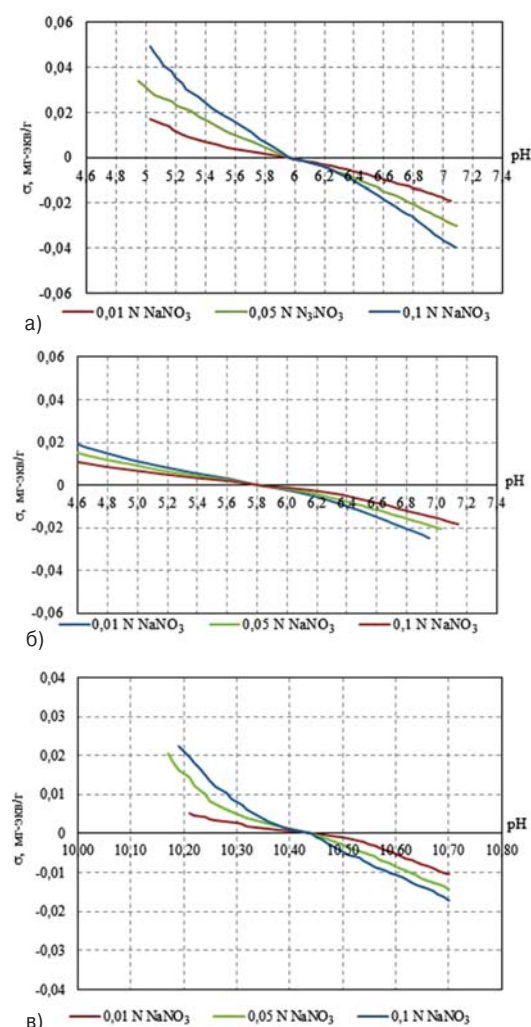 0,06
0,04
0,02
0
-0,02
-0,04
-0,06
σ, мг-экв/г
4,6 4,8 5 5,2 5,4 5,6 5,8 6 6,2 6,4 6,6 6,8 7 7,2 7,4
pH
а)
0,01 N NaNO₃ 0,05 N N₃NO₃ 0,1 N NaNO₃
0,06
0,04
0,02
0
-0,02
-0,04
-0,06
σ, мг-экв/г
4,6 4,8 5,0 5,2 5,4 5,6 5,8 6,0 6,2 6,4 6,6 6,8 7,0 7,2 7,4
pH
б)
0,01 N NaNO₃ 0,05 N NaNO₃ 0,1 N NaNO₃
0,04
0,03
0,02
0,01
0
-0,01
-0,02
-0,03
-0,04
σ, мг-экв/г
10,00 10,10 10,20 10,30 10,40 10,50 10,60 10,70 10,80
pH
в)
0,01 N NaNO₃ 0,05 N NaNO₃ 0,1 N NaNO₃